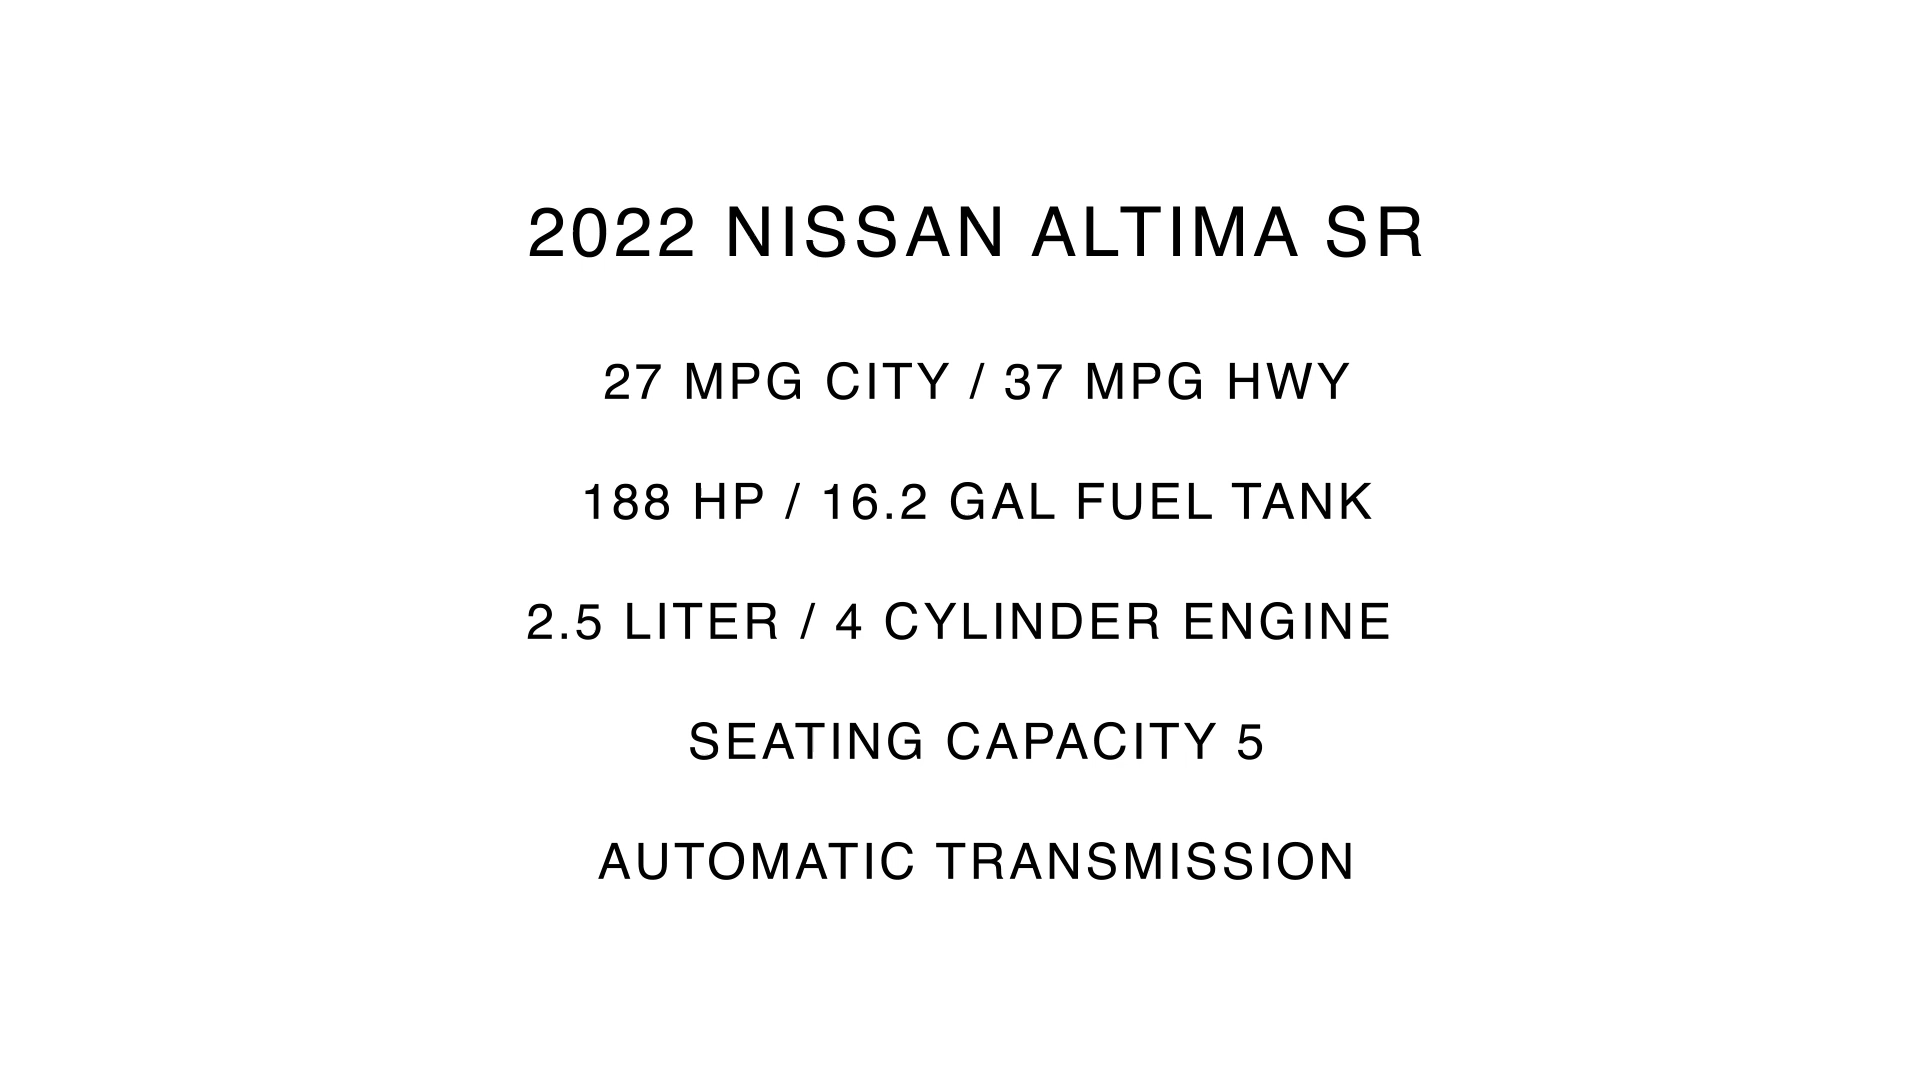 2022 NISSAN ALTIMA SR
27 MPG CITY / 37 MPG HWY
188 HP / 16.2 GAL FUEL TANK
2.5 LITER / 4 CYLINDER ENGINE
SEATING CAPACITY 5
AUTOMATIC TRANSMISSION